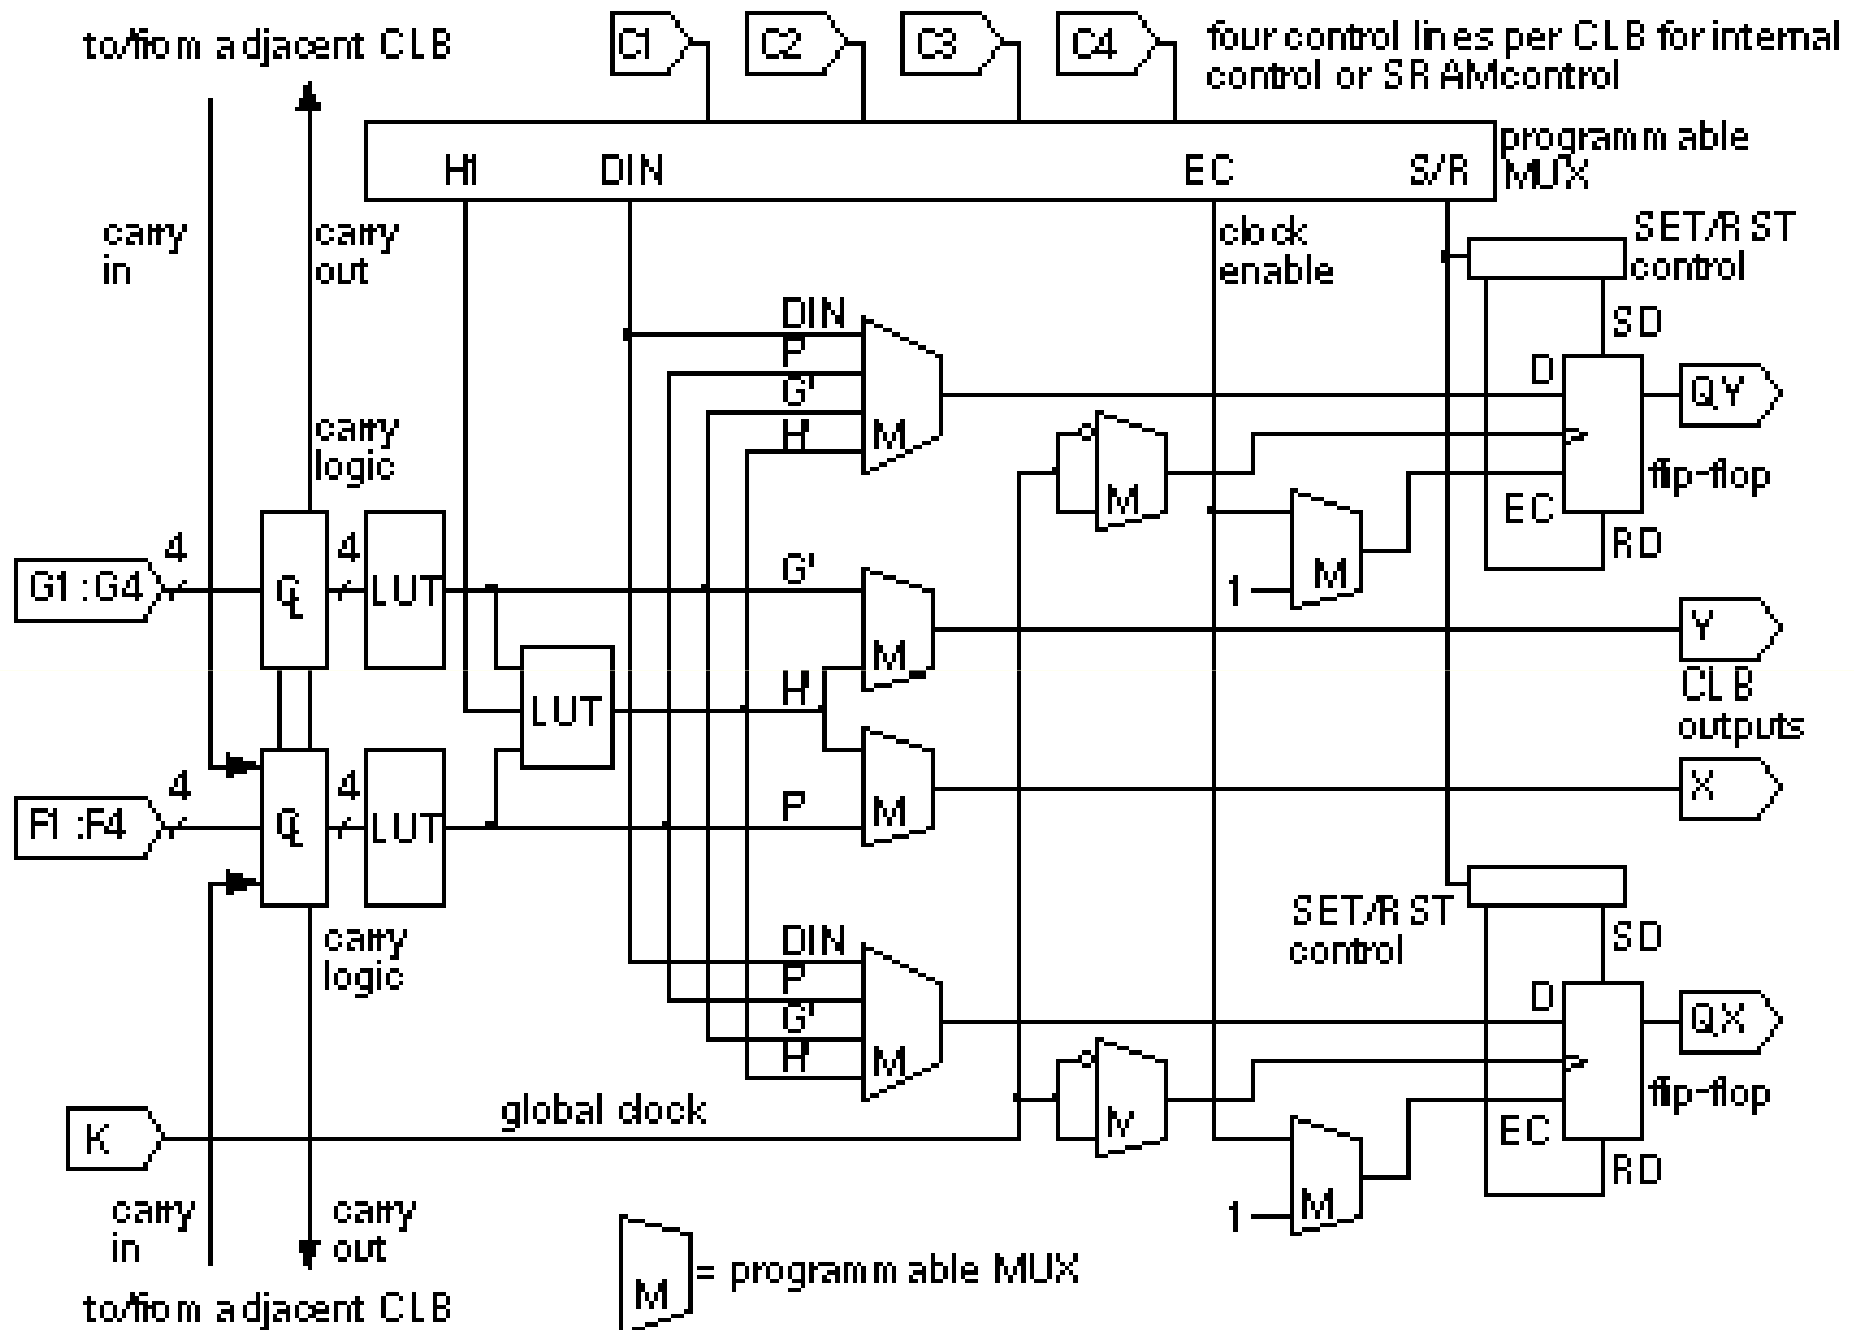 to/from adjacent CLB
C1
C2
C3
C4
four control lines per CLB for internal
control or SRAM control
programmable
MUX
H1
DIN
EC
S/R
carry
in
carry
out
clock
enable
SET/RST
control
SD
DIN
F'
G'
H'
M
D
QY
carry
logic
M
flip-flop
EC
RD
4
4
G1:G4
CL
LUT
G'
M
1
M
Y
LUT
H'
CLB
outputs
4
4
F1:F4
CL
LUT
F'
M
X
carry
logic
SET/RST
control
SD
DIN
F'
G'
H'
M
D
QX
flip-flop
global clock
K
M
EC
RD
M
1
carry
in
carry
out
M
= programmable MUX
to/from adjacent CLB